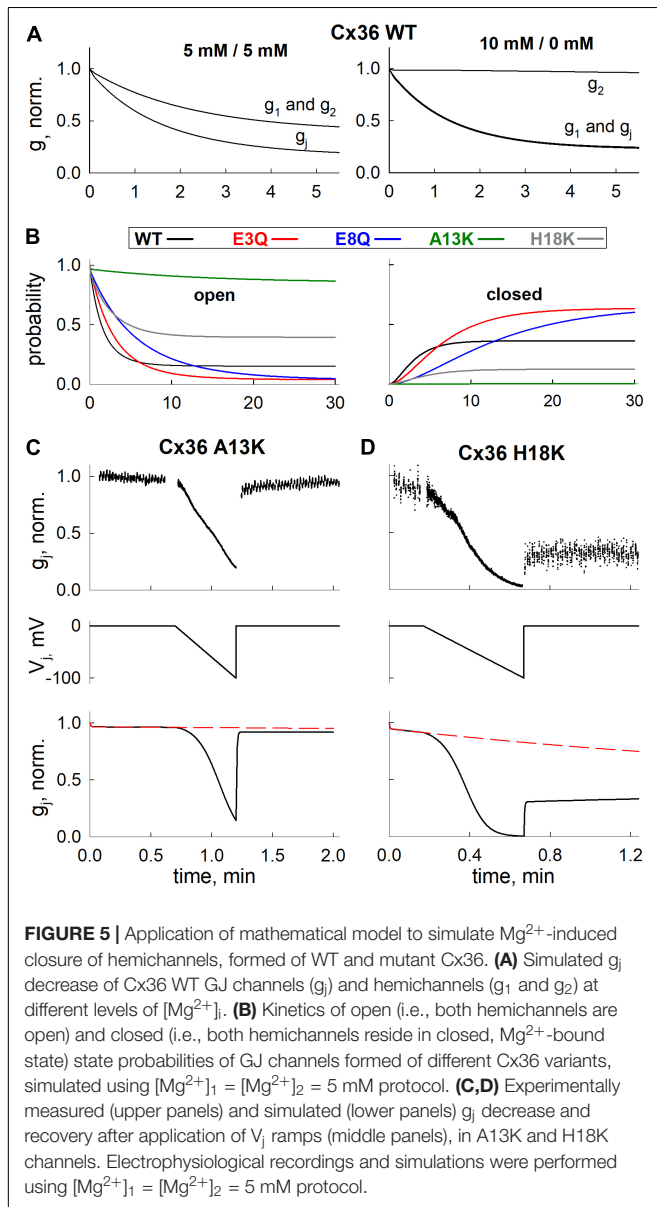 A
Cx36 WT
5 mM / 5 mM
10 mM / 0 mM
g, norm.
1.0
0.5
0.0
g₁ and g₂
gⱼ
g₂
g₁ and gⱼ
0 1 2 3 4 5
0 1 2 3 4 5
B
WT E3Q E8Q A13K H18K
probability
1.0
0.5
0.0
open
closed
0 10 20 30
0 10 20 30
C
Cx36 A13K
D
Cx36 H18K
gⱼ, norm.
1.0
0.5
0.0
Vⱼ, mV
0
-100
gⱼ, norm.
1.0
0.5
0.0
0.0 0.5 1.0 1.5 2.0
0.0 0.4 0.8 1.2
time, min
time, min
FIGURE 5 | Application of mathematical model to simulate Mg²⁺-induced
closure of hemichannels, formed of WT and mutant Cx36. (A) Simulated gⱼ
decrease of Cx36 WT GJ channels (gⱼ) and hemichannels (g₁ and g₂) at
different levels of [Mg²⁺]ᵢ. (B) Kinetics of open (i.e., both hemichannels are
open) and closed (i.e., both hemichannels reside in closed, Mg²⁺-bound
state) state probabilities of GJ channels formed of different Cx36 variants,
simulated using [Mg²⁺]₁ = [Mg²⁺]₂ = 5 mM protocol. (C,D) Experimentally
measured (upper panels) and simulated (lower panels) gⱼ decrease and
recovery after application of Vⱼ ramps (middle panels), in A13K and H18K
channels. Electrophysiological recordings and simulations were performed
using [Mg²⁺]₁ = [Mg²⁺]₂ = 5 mM protocol.